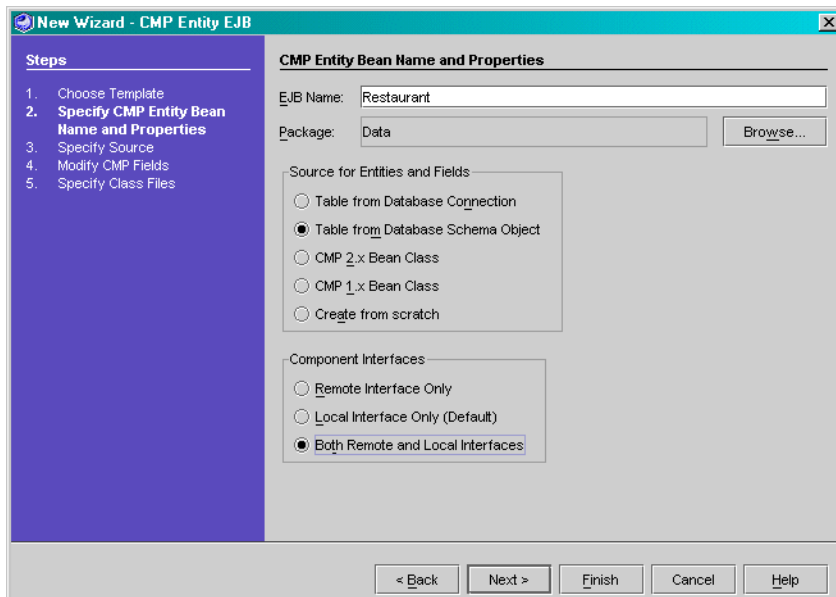 New Wizard - CMP Entity EJB
Steps
1. Choose Template
2. Specify CMP Entity Bean
Name and Properties
3. Specify Source
4. Modify CMP Fields
5. Specify Class Files
CMP Entity Bean Name and Properties
EJB Name: Restaurant
Package: Data Browse...
Source for Entities and Fields
Table from Database Connection
Table from Database Schema Object
CMP 2.x Bean Class
CMP 1.x Bean Class
Create from scratch
Component Interfaces
Remote Interface Only
Local Interface Only (Default)
Both Remote and Local Interfaces
< Back Next > Finish Cancel Help